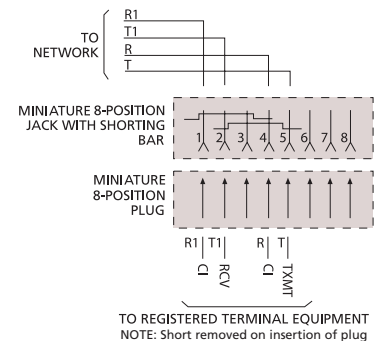 R1
T1
R
T
TO
NETWORK
MINIATURE 8-POSITION
JACK WITH SHORTING
BAR
1 2 3 4 5 6 7 8
MINIATURE
8-POSITION
PLUG
R1 T1 R T
CI RCV CI TXMT
TO REGISTERED TERMINAL EQUIPMENT
NOTE: Short removed on insertion of plug